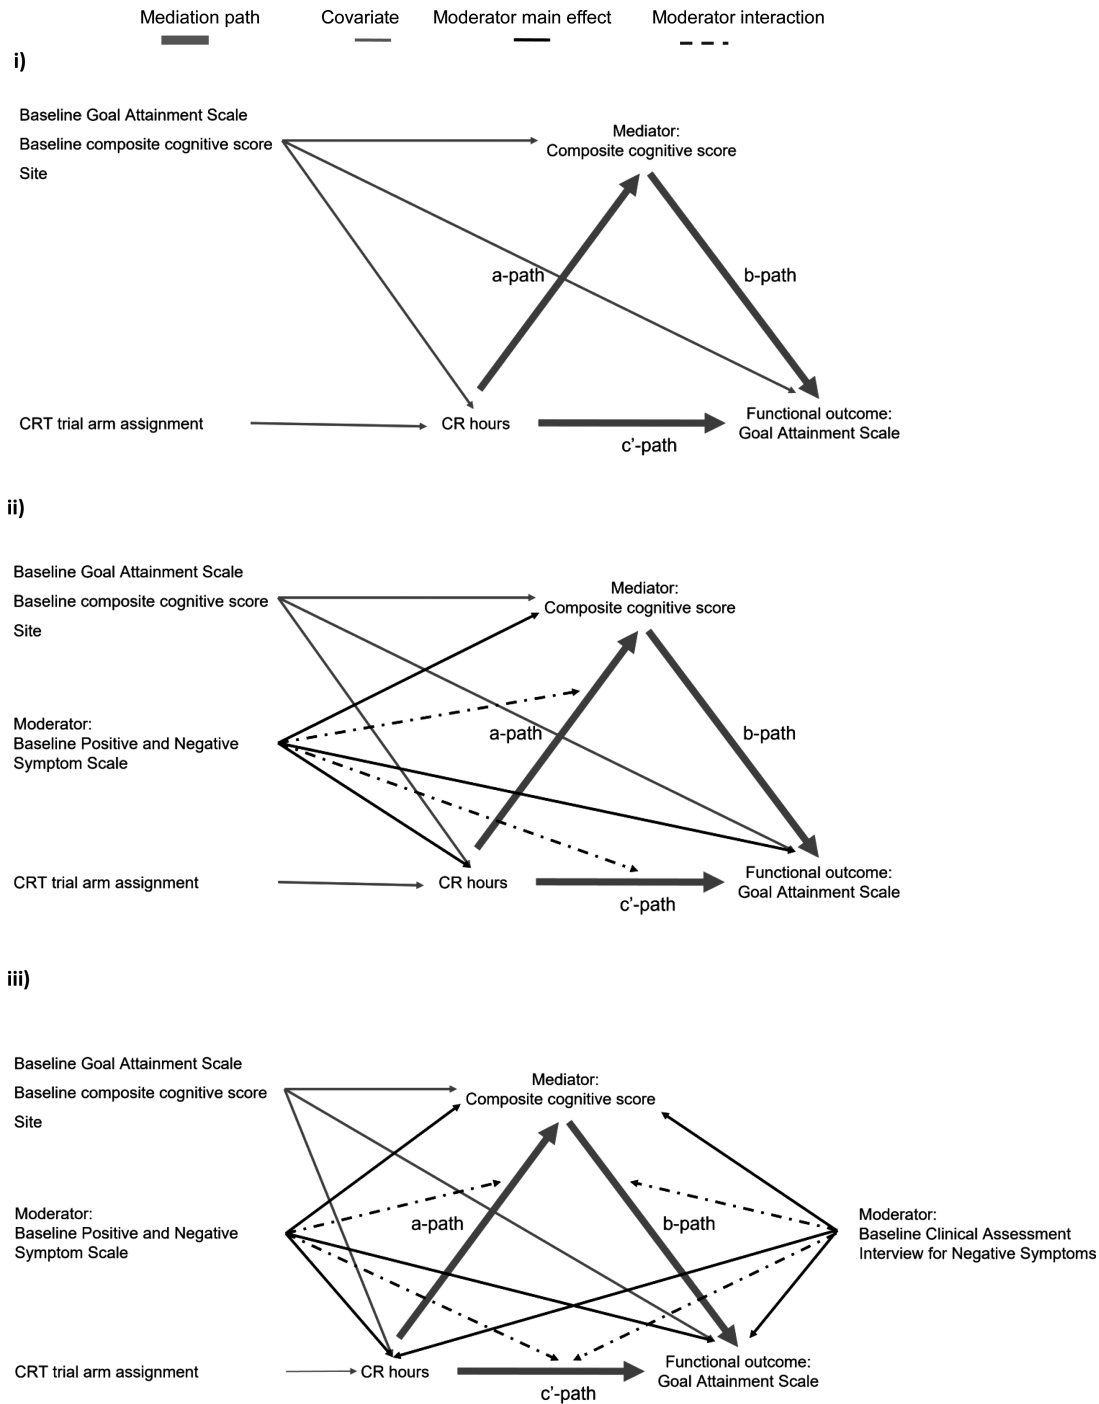 Mediation path
Covariate
Moderator main effect
Moderator interaction
i)
Baseline Goal Attainment Scale
Baseline composite cognitive score
Site
Mediator:
Composite cognitive score
a-path
b-path
CRT trial arm assignment
CR hours
c'-path
Functional outcome:
Goal Attainment Scale
ii)
Baseline Goal Attainment Scale
Baseline composite cognitive score
Site
Mediator:
Composite cognitive score
Moderator:
Baseline Positive and Negative
Symptom Scale
a-path
b-path
CRT trial arm assignment
CR hours
c'-path
Functional outcome:
Goal Attainment Scale
iii)
Baseline Goal Attainment Scale
Baseline composite cognitive score
Site
Mediator:
Composite cognitive score
Moderator:
Baseline Positive and Negative
Symptom Scale
a-path
b-path
Moderator:
Baseline Clinical Assessment
Interview for Negative Symptoms
CRT trial arm assignment
CR hours
c'-path
Functional outcome:
Goal Attainment Scale